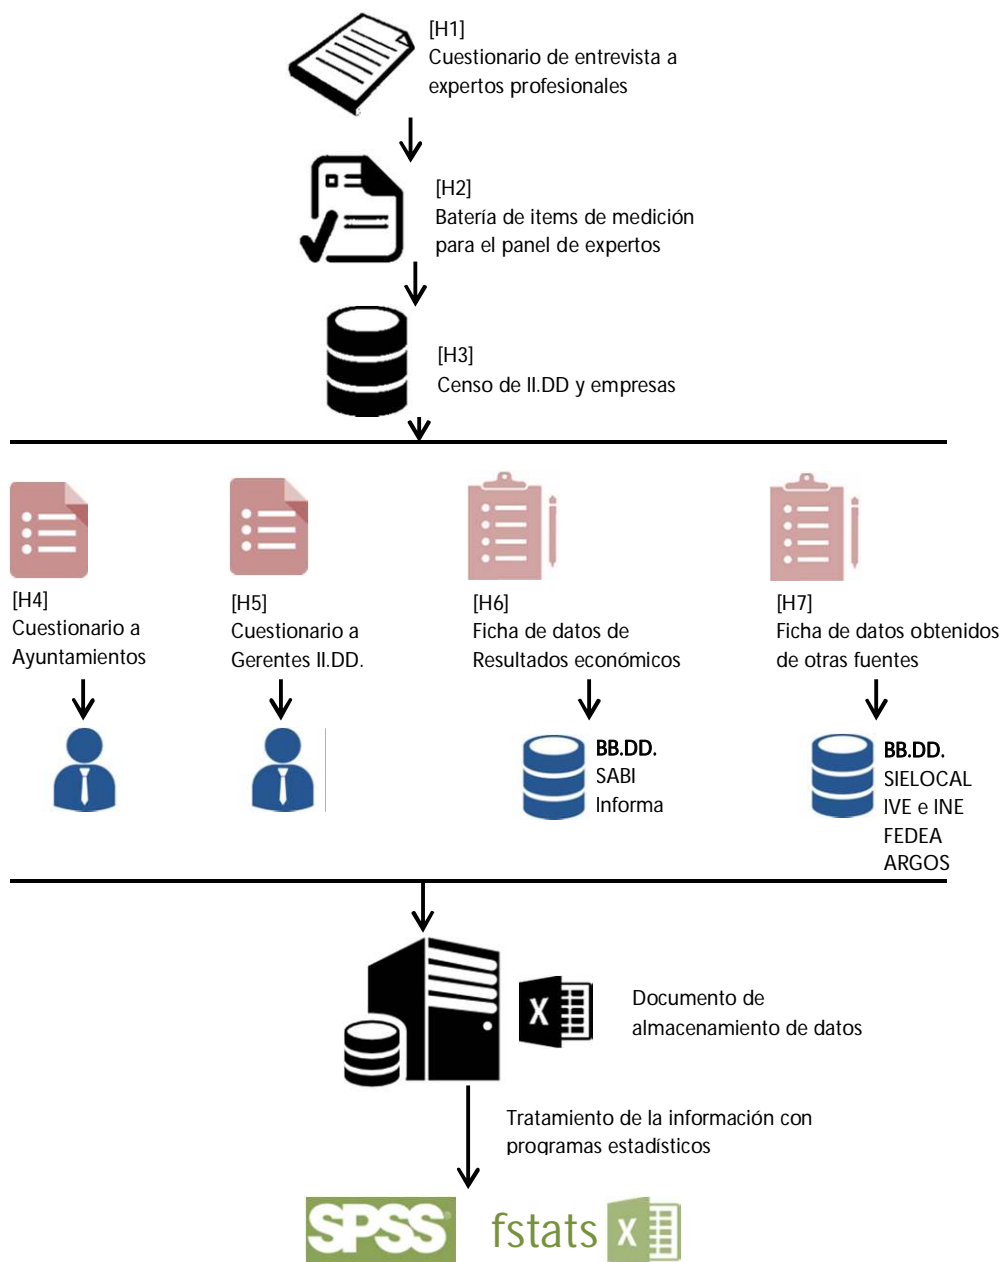 [H1]
Cuestionario de entrevista a
expertos profesionales
[H2]
Batería de items de medición
para el panel de expertos
[H3]
Censo de II.DD y empresas
[H4]
Cuestionario a
Ayuntamientos
[H5]
Cuestionario a
Gerentes II.DD.
[H6]
Ficha de datos de
Resultados económicos
[H7]
Ficha de datos obtenidos
de otras fuentes
BB.DD.
SABI
Informa
BB.DD.
SIELOCAL
IVE e INE
FEDEA
ARGOS
X
Documento de
almacenamiento de datos
Tratamiento de la información con
programas estadísticos
SPSS
fstats
X